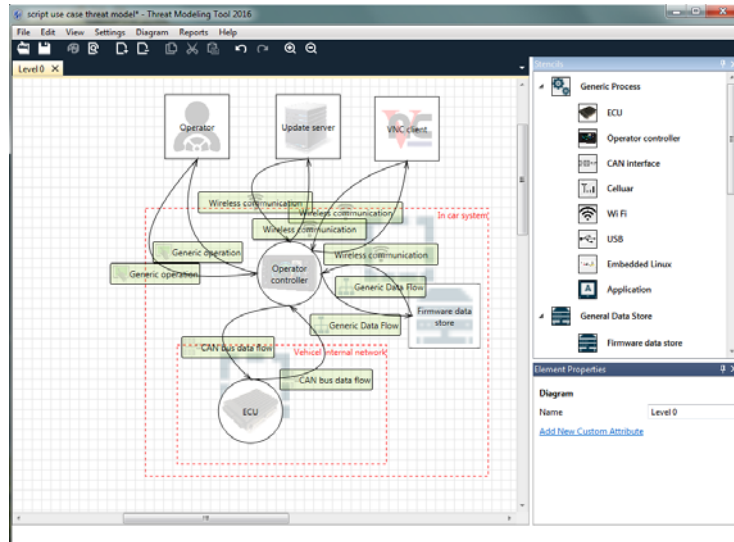 script use case threat model* - Threat Modeling Tool 2016
File Edit View Settings Diagram Reports Help
Level 0 X
Stencils
Operator
Update server
VNC client
Wireless communication
Wireless communication
In car system
Wireless communication
Generic operation
Wireless communication
Generic operation
Operator
controller
Generic Data Flow
Firmware data
store
Generic Data Flow
CAN bus data flow
Vehicel internal network
CAN bus data flow
ECU
Generic Process
ECU
Operator controller
CAN interface
Celluar
Wi Fi
USB
Embedded Linux
Application
General Data Store
Firmware data store
Element Properties
Diagram
Name Level 0
Add New Custom Attribute